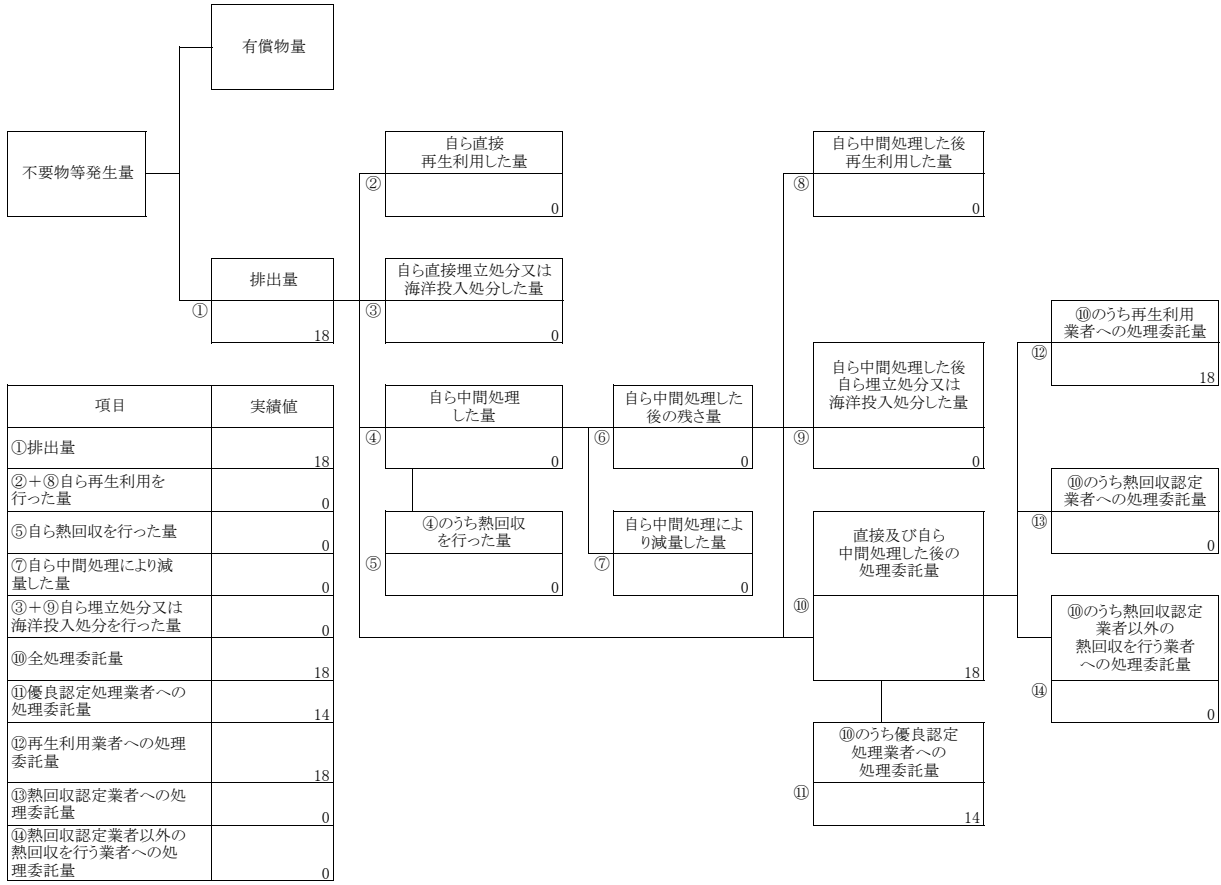 有償物量
不要物等発生量
自ら直接
再生利用した量
②
0
自ら中間処理した後
再生利用した量
⑧
0
排出量
①
18
自ら直接埋立処分又は
海洋投入処分した量
③
0
⑩のうち再生利用
業者への処理委託量
⑫
18
自ら中間処理
した量
④
0
自ら中間処理した
後の残さ量
⑥
0
自ら中間処理した後
自ら埋立処分又は
海洋投入処分した量
⑨
0
⑩のうち熱回収認定
業者への処理委託量
⑬
0
④のうち熱回収
を行った量
⑤
0
自ら中間処理によ
り減量した量
⑦
0
直接及び自ら
中間処理した後の
処理委託量
⑩
18
⑩のうち熱回収認定
業者以外の
熱回収を行う業者
への処理委託量
⑭
0
⑩のうち優良認定
処理業者への
処理委託量
⑪
14
項目 実績値
①排出量
18
②+⑧自ら再生利用を
行った量
0
⑤自ら熱回収を行った量
0
⑦自ら中間処理により減
量した量
0
③+⑨自ら埋立処分又は
海洋投入処分を行った量
0
⑩全処理委託量
18
⑪優良認定処理業者への
処理委託量
14
⑫再生利用業者への処理
委託量
18
⑬熱回収認定業者への処
理委託量
0
⑭熱回収認定業者以外の
熱回収を行う業者への処
理委託量
0